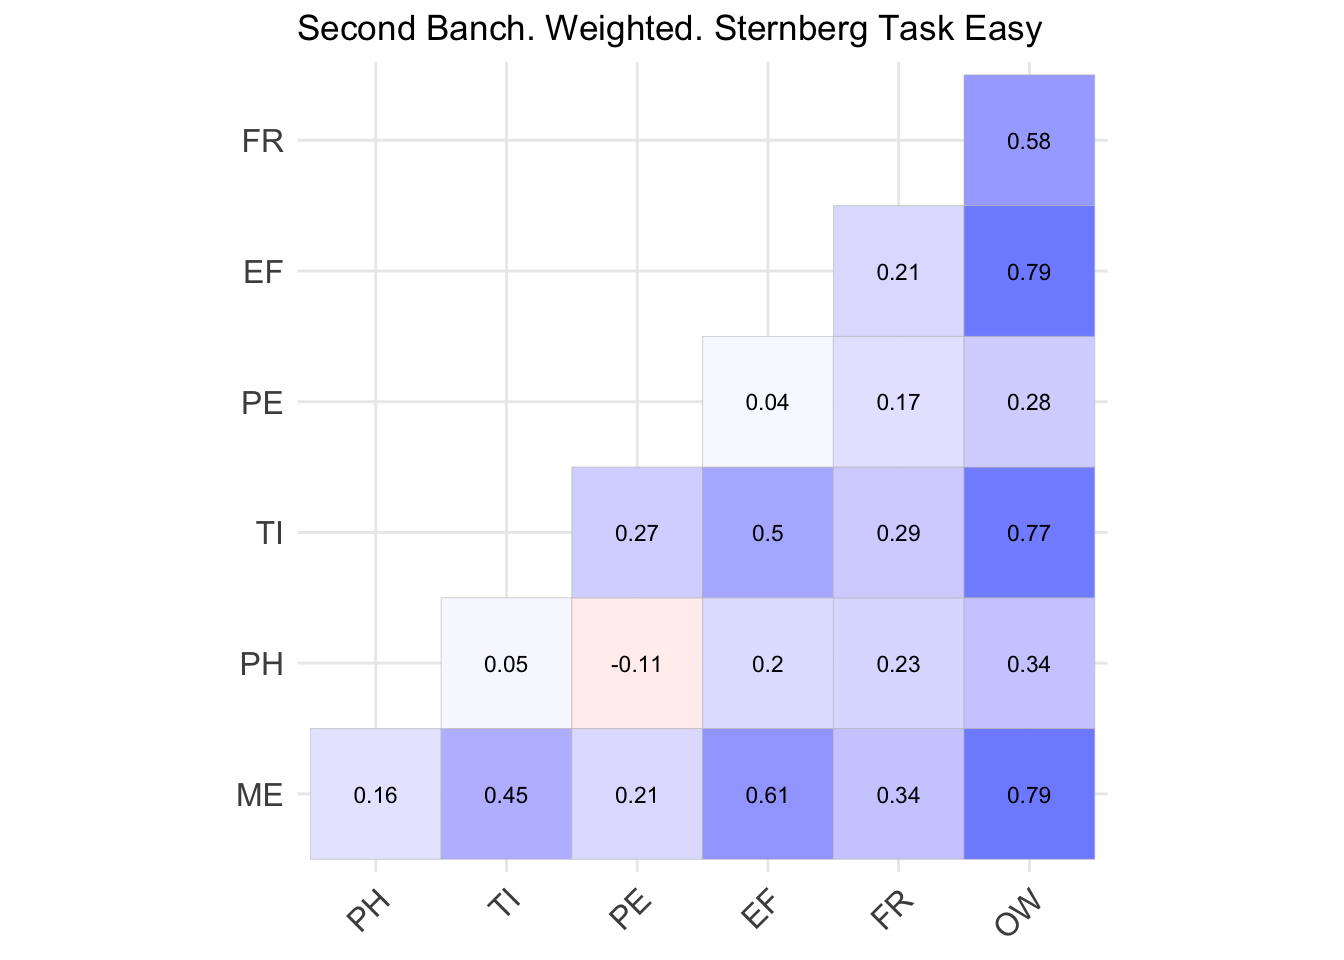 Second Banch. Weighted. Sternberg Task Easy
FR 0.58
EF 0.21 0.79
PE 0.04 0.17 0.28
TI 0.27 0.5 0.29 0.77
PH 0.05 -0.11 0.2 0.23 0.34
ME 0.16 0.45 0.21 0.61 0.34 0.79
PH TI PE EF FR OW